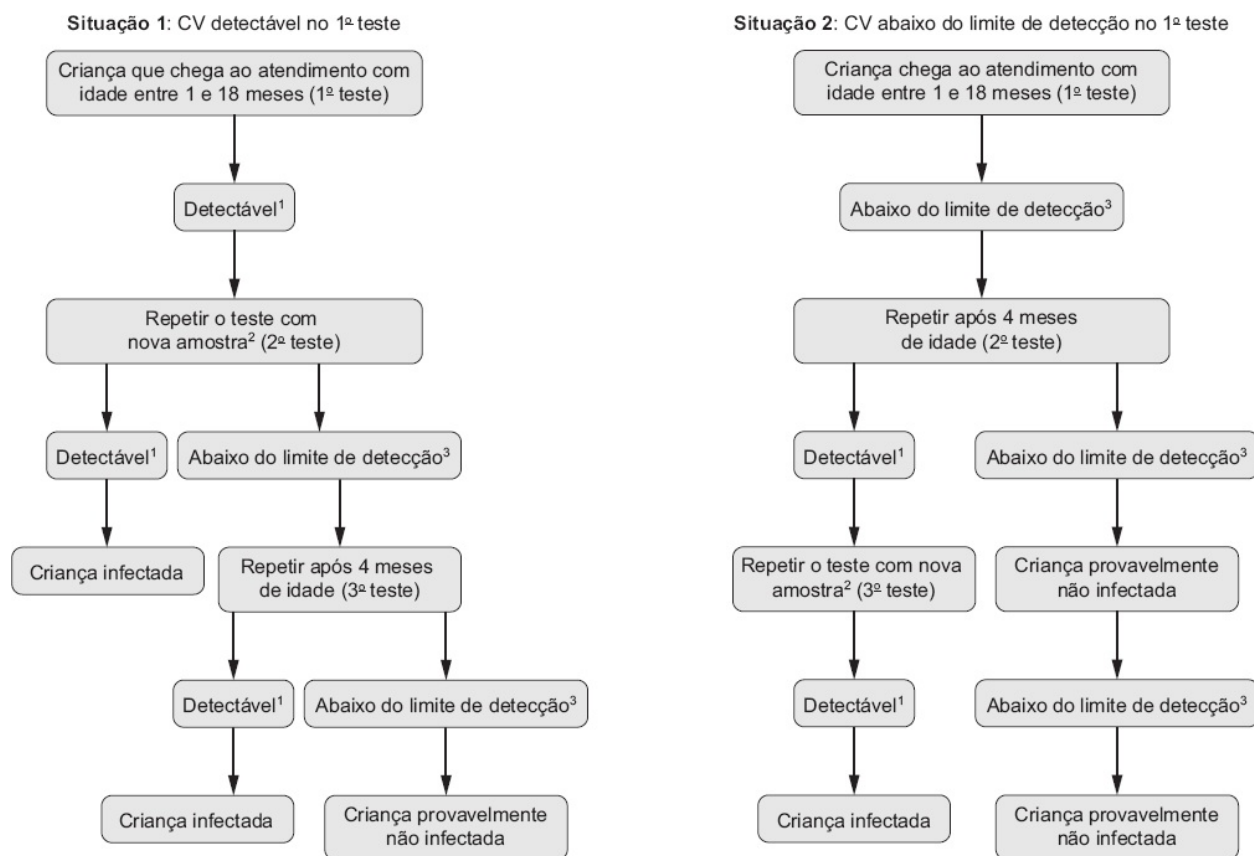 Situação 1: CV detectável no 1º teste
Criança que chega ao atendimento com
idade entre 1 e 18 meses (1º teste)
Detectável¹
Repetir o teste com
nova amostra² (2º teste)
Detectável¹
Abaixo do limite de detecção³
Criança infectada
Repetir após 4 meses
de idade (3º teste)
Detectável¹
Abaixo do limite de detecção³
Criança infectada
Criança provavelmente
não infectada
Situação 2: CV abaixo do limite de detecção no 1º teste
Criança chega ao atendimento com
idade entre 1 e 18 meses (1º teste)
Abaixo do limite de detecção³
Repetir após 4 meses
de idade (2º teste)
Detectável¹
Abaixo do limite de detecção³
Repetir o teste com nova
amostra² (3º teste)
Criança provavelmente
não infectada
Detectável¹
Abaixo do limite de detecção³
Criança infectada
Criança provavelmente
não infectada